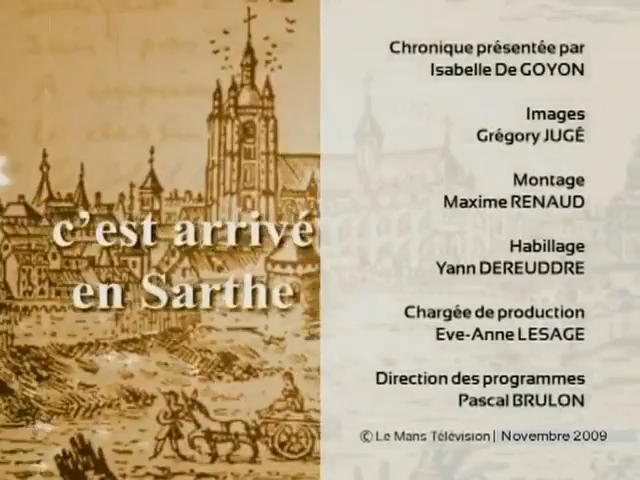 c'est arrivé
en Sarthe
Chronique présentée par
Isabelle De GOYON
Images
Grégory JUGÊ
Montage
Maxime RENAUD
Habillage
Yann DEREUDDRE
Chargée de production
Eve-Anne LESAGE
Direction des programmes
Pascal BRULON
© Le Mans Télévision| Novembre 2009